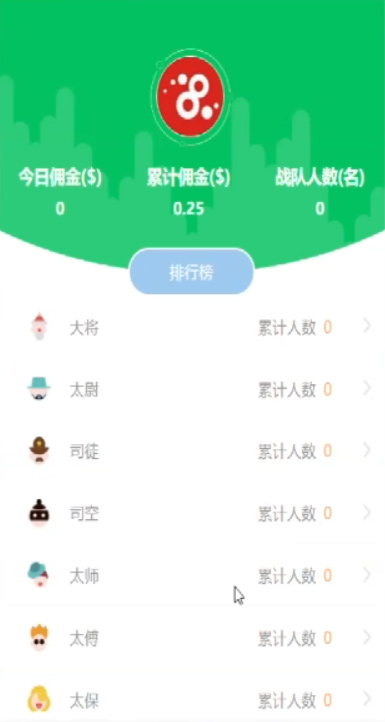 今日佣金($) 累计佣金($) 战队人数(名)
0 0.25 0
排行榜
大将 累计人数 0
太尉 累计人数 0
司徒 累计人数 0
司空 累计人数 0
太师 累计人数 0
太傅 累计人数 0
太保 累计人数 0